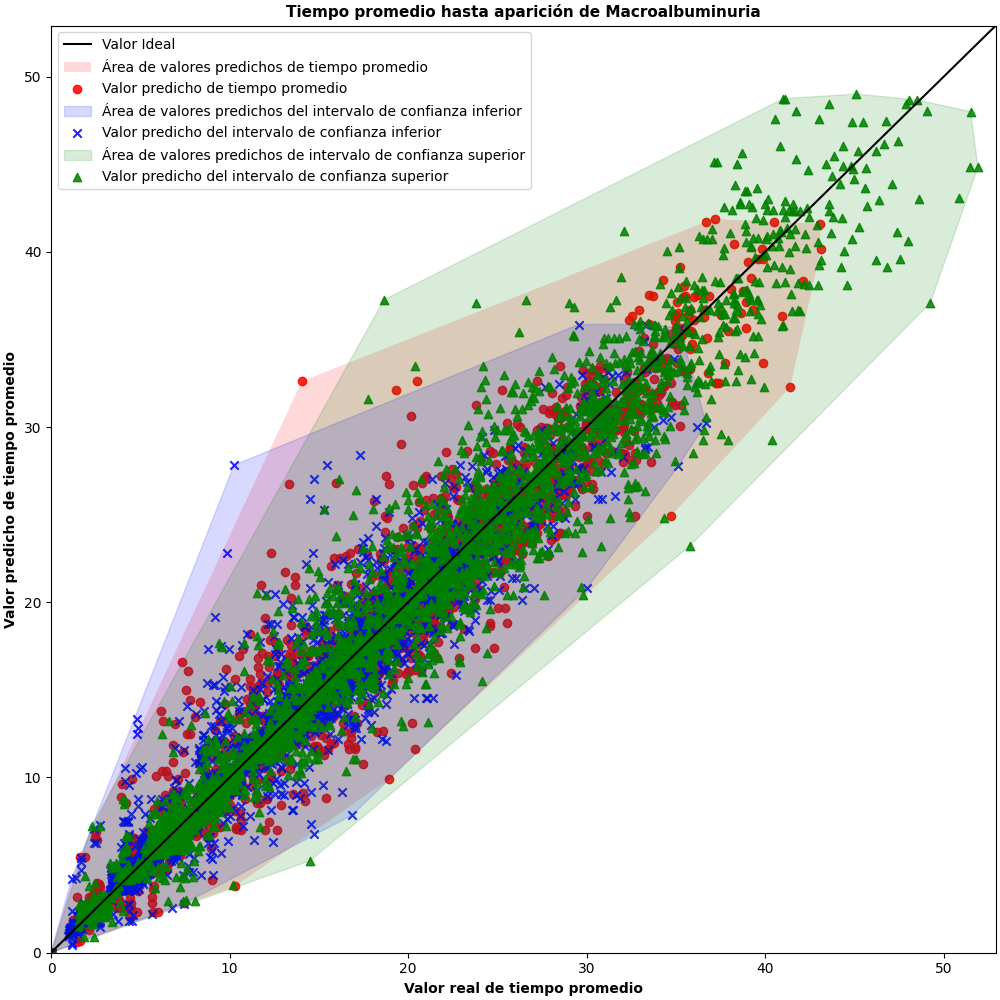 Tiempo promedio hasta aparición de Macroalbuminuria
Valor Ideal
Área de valores predichos de tiempo promedio
Valor predicho de tiempo promedio
Área de valores predichos del intervalo de confianza inferior
Valor predicho del intervalo de confianza inferior
Área de valores predichos de intervalo de confianza superior
Valor predicho del intervalo de confianza superior
Valor predicho de tiempo promedio
50
40
30
20
10
0
0 10 20 30 40 50
Valor real de tiempo promedio